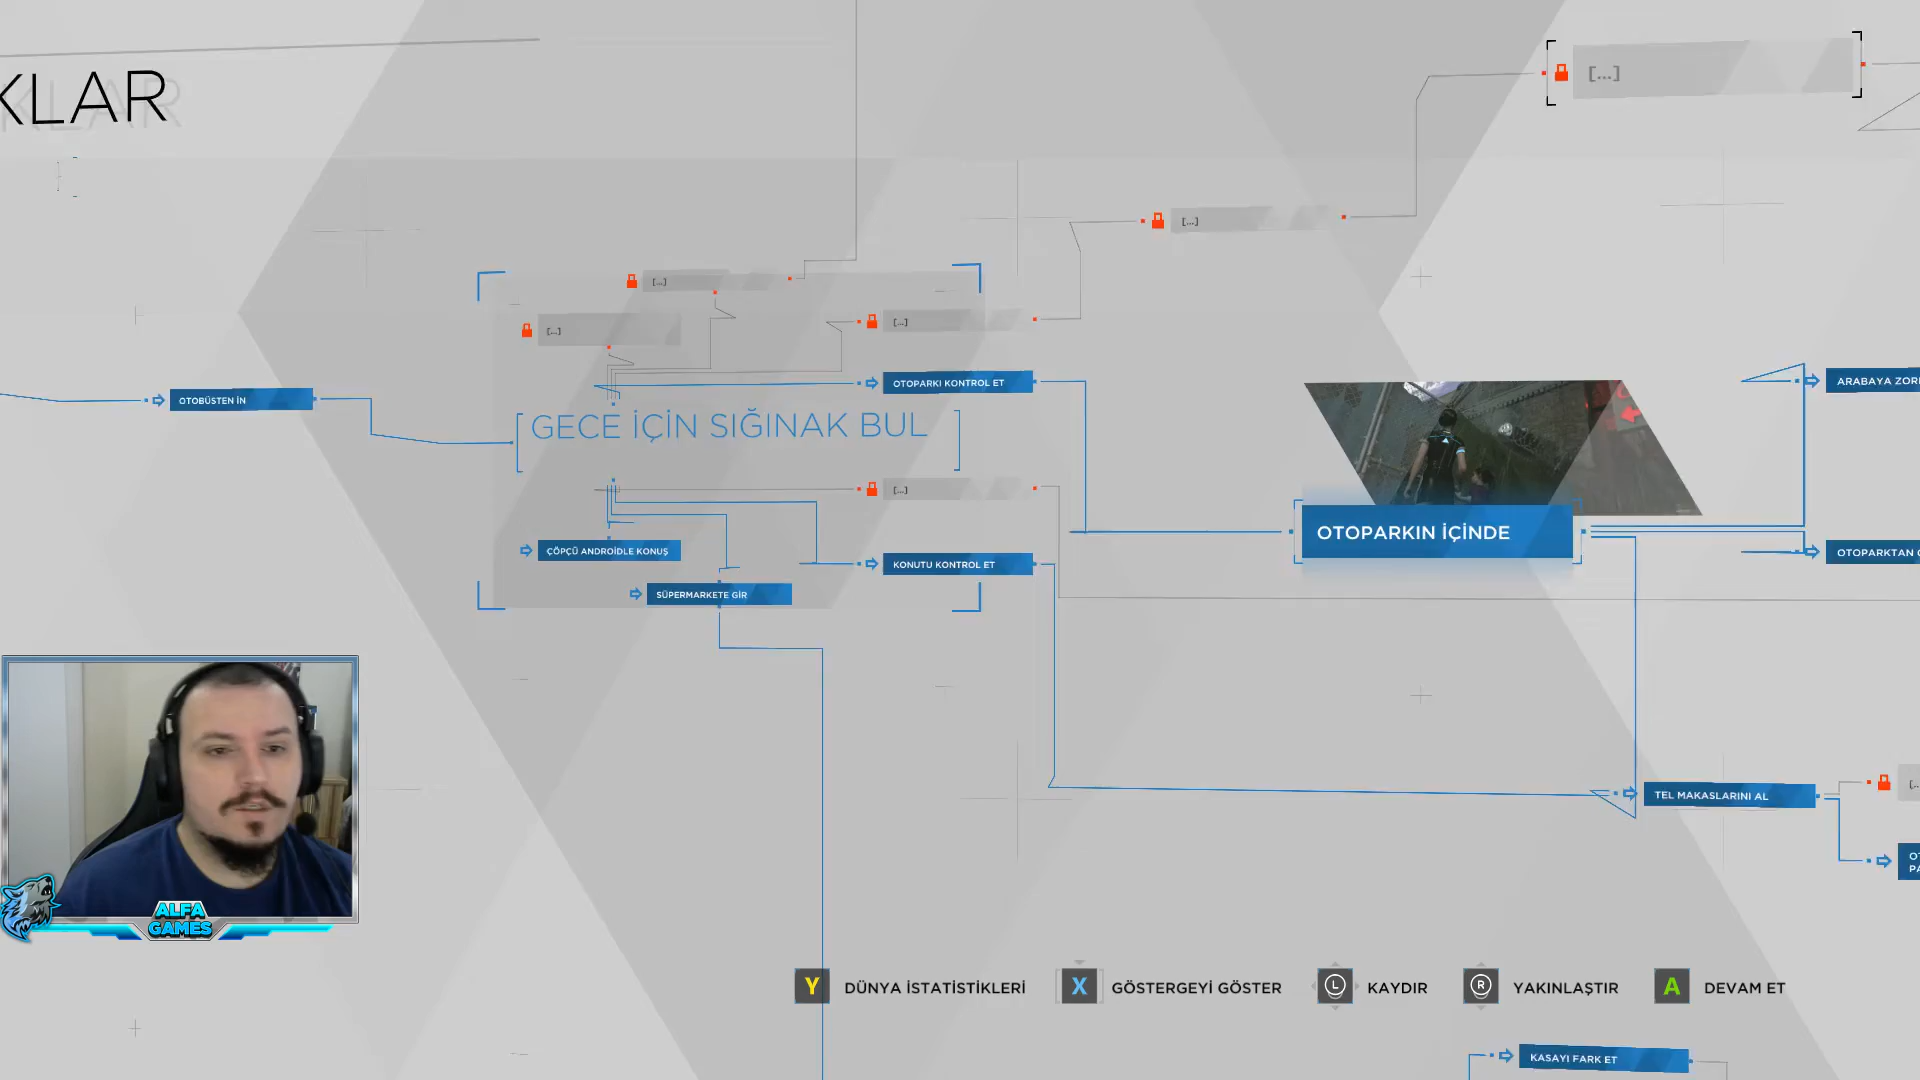 KLAR
[...]
[...]
[...]
[...]
[...]
OTOPARKI KONTROL ET
ARABAYA ZOR
OTOBÜSTEN İN
GECE İÇİN SIĞINAK BUL
[...]
OTOPARKIN İÇİNDE
ÇÖPÇÜ ANDROİDLE KONUŞ
KONUTU KONTROL ET
OTOPARKTAN
SÜPERMARKETE GİR
TEL MAKASLARINI AL
[..
OT
PA
ALFA
GAMES
Y DÜNYA İSTATİSTİKLERİ X GÖSTERGEYİ GÖSTER L KAYDIR R YAKINLAŞTIR A DEVAM ET
KASAYI FARK ET